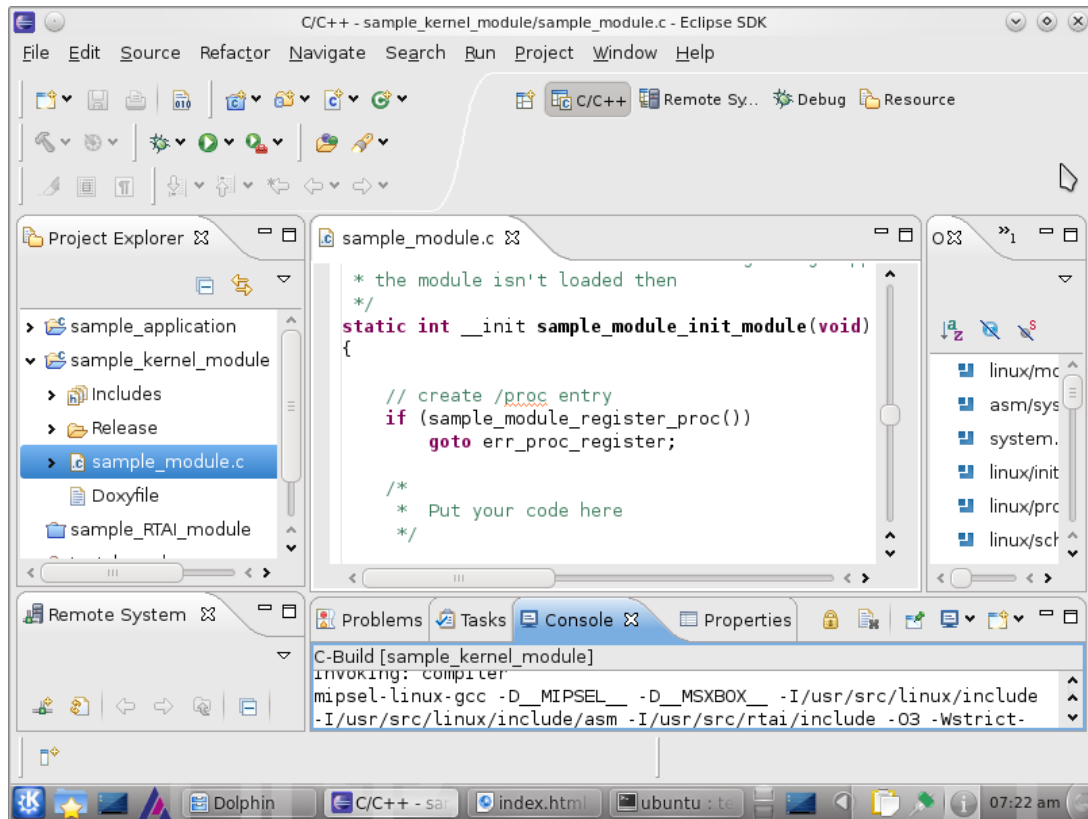 C/C++ - sample_kernel_module/sample_module.c - Eclipse SDK
File Edit Source Refactor Navigate Search Run Project Window Help
C/C++ Remote Sy... Debug Resource
Project Explorer
sample_application
sample_kernel_module
Includes
Release
sample_module.c
Doxyfile
sample_RTAI_module
sample_module.c
* the module isn't loaded then
*/
static int __init sample_module_init_module(void)
{
// create /proc entry
if (sample_module_register_proc())
goto err_proc_register;
/*
* Put your code here
*/
O
»1
linux/mo
asm/sys
system.
linux/init
linux/pro
linux/sch
Remote System
Problems Tasks Console Properties
C-Build [sample_kernel_module]
Invoking: compiler
mipsel-linux-gcc -D__MIPSEL__ -D__MSXBOX__ -I/usr/src/linux/include
-I/usr/src/linux/include/asm -I/usr/src/rtai/include -O3 -Wstrict-
Dolphin C/C++ - sar index.html ubuntu : te 07:22 am